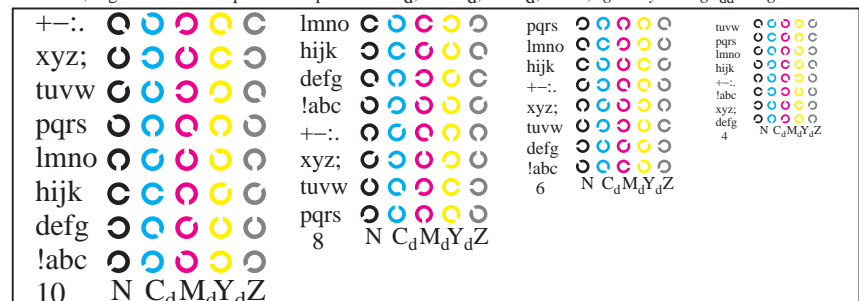 +−:.
xyz;
tuvw
pqrs
lmno
hijk
defg
!abc
10 N CdMdYdZ
lmno
hijk
defg
!abc
+−:.
xyz;
tuvw
pqrs
8 N CdMdYdZ
pqrs
lmno
hijk
+−:.
xyz;
tuvw
defg
!abc
6 N CdMdYdZ
tuvw
pqrs
lmno
hijk
+−:.
!abc
xyz;
defg
4 N CdMdYdZ